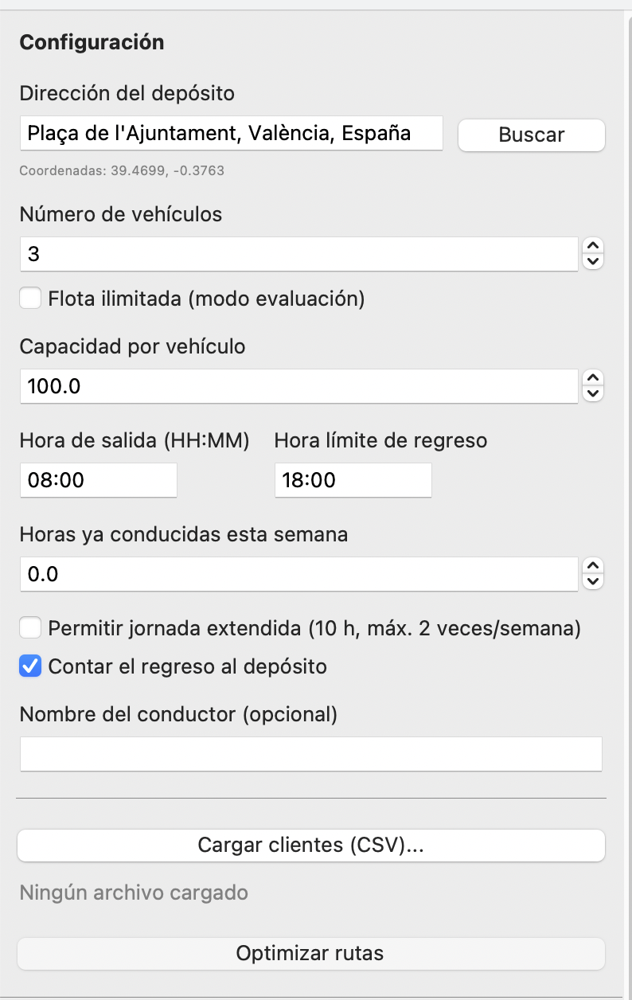 Configuración
Dirección del depósito
Plaça de l'Ajuntament, València, España
Buscar
Coordenadas: 39.4699, -0.3763
Número de vehículos
3
Flota ilimitada (modo evaluación)
Capacidad por vehículo
100.0
Hora de salida (HH:MM) Hora límite de regreso
08:00 18:00
Horas ya conducidas esta semana
0.0
Permitir jornada extendida (10 h, máx. 2 veces/semana)
Contar el regreso al depósito
Nombre del conductor (opcional)
Cargar clientes (CSV)...
Ningún archivo cargado
Optimizar rutas